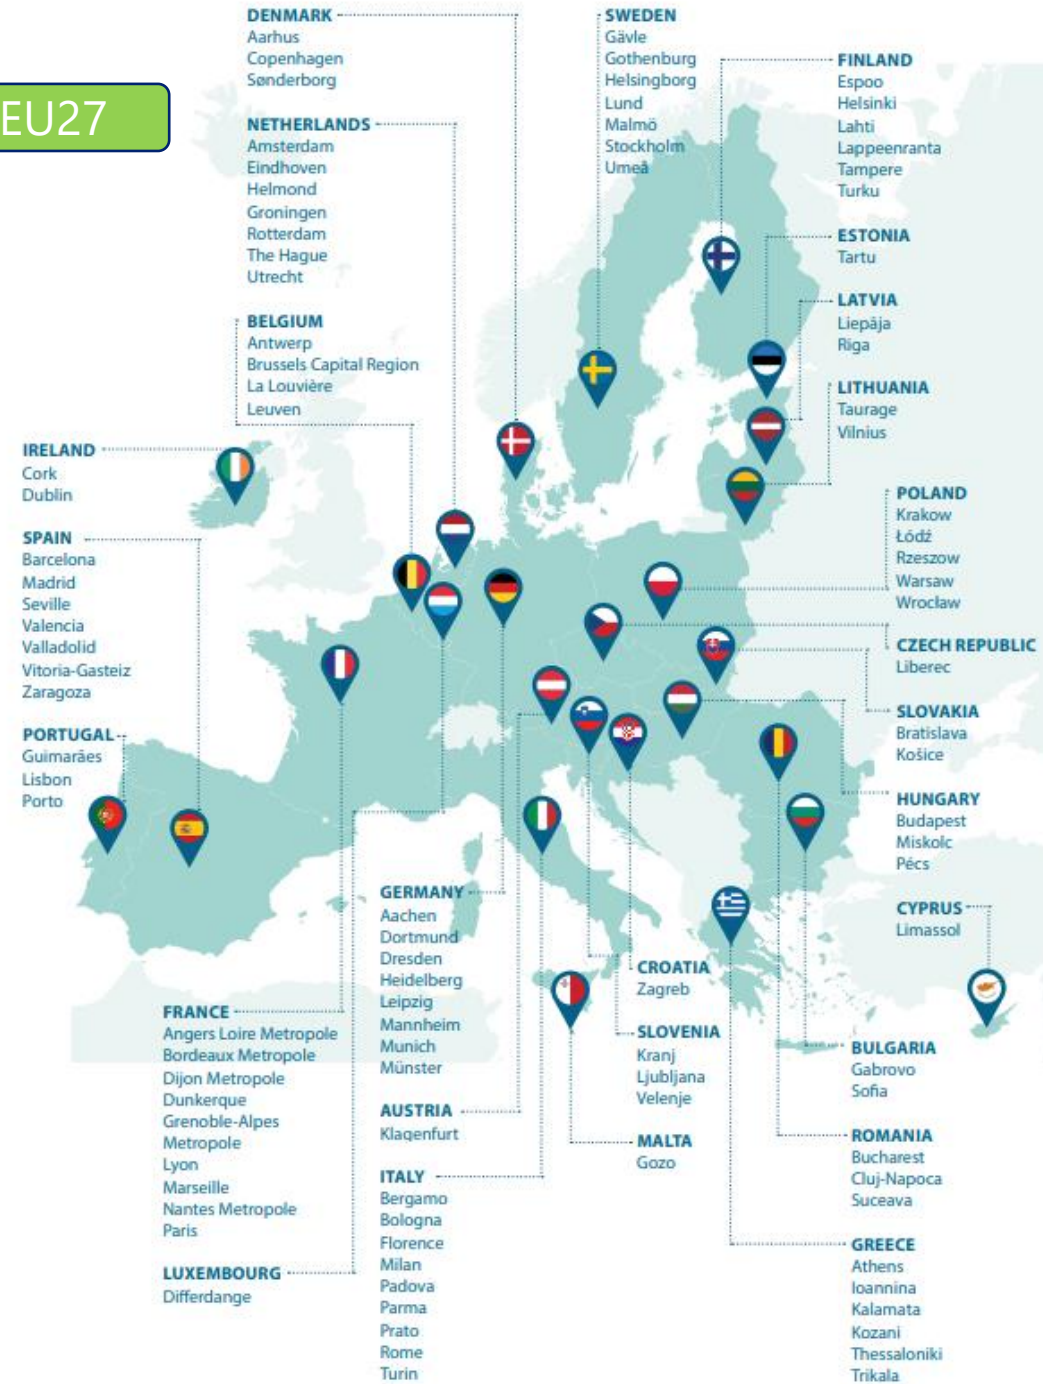 EU27
DENMARK
Aarhus
Copenhagen
Sønderborg
NETHERLANDS
Amsterdam
Eindhoven
Helmond
Groningen
Rotterdam
The Hague
Utrecht
BELGIUM
Antwerp
Brussels Capital Region
La Louvière
Leuven
SWEDEN
Gävle
Gothenburg
Helsingborg
Lund
Malmö
Stockholm
Umeå
FINLAND
Espoo
Helsinki
Lahti
Lappeenranta
Tampere
Turku
ESTONIA
Tartu
LATVIA
Liepāja
Riga
LITHUANIA
Taurage
Vilnius
IRELAND
Cork
Dublin
SPAIN
Barcelona
Madrid
Seville
Valencia
Valladolid
Vitoria-Gasteiz
Zaragoza
PORTUGAL
Guimarães
Lisbon
Porto
POLAND
Krakow
Łódź
Rzeszow
Warsaw
Wrocław
CZECH REPUBLIC
Liberec
SLOVAKIA
Bratislava
Košice
HUNGARY
Budapest
Miskolc
Pécs
CYPRUS
Limassol
FRANCE
Angers Loire Metropole
Bordeaux Metropole
Dijon Metropole
Dunkerque
Grenoble-Alpes
Metropole
Lyon
Marseille
Nantes Metropole
Paris
LUXEMBOURG
Differdange
GERMANY
Aachen
Dortmund
Dresden
Heidelberg
Leipzig
Mannheim
Munich
Münster
AUSTRIA
Klagenfurt
ITALY
Bergamo
Bologna
Florence
Milan
Padova
Parma
Prato
Rome
Turin
CROATIA
Zagreb
SLOVENIA
Kranj
Ljubljana
Velenje
MALTA
Gozo
BULGARIA
Gabrovo
Sofia
ROMANIA
Bucharest
Cluj-Napoca
Suceava
GREECE
Athens
Ioannina
Kalamata
Kozani
Thessaloniki
Trikala